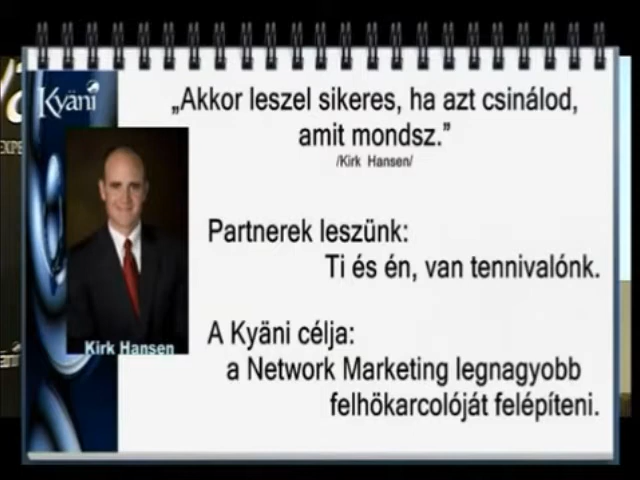 Kyäni
„Akkor leszel sikeres, ha azt csinálod,
amit mondsz.”
/Kirk Hansen/
Partnerek leszünk:
Ti és én, van tennivalónk.
Kirk Hansen
A Kyäni célja:
a Network Marketing legnagyobb
felhökarcolóját felépíteni.